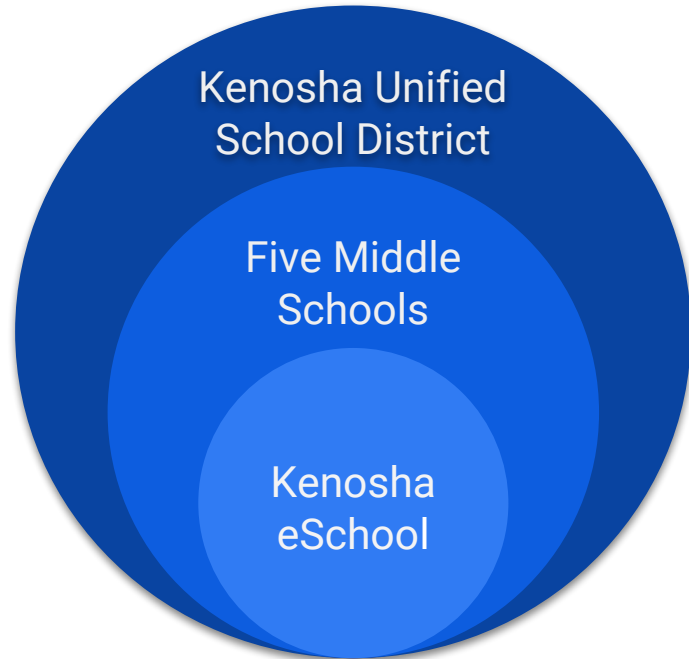 Kenosha Unified
School District
Five Middle
Schools
Kenosha
eSchool